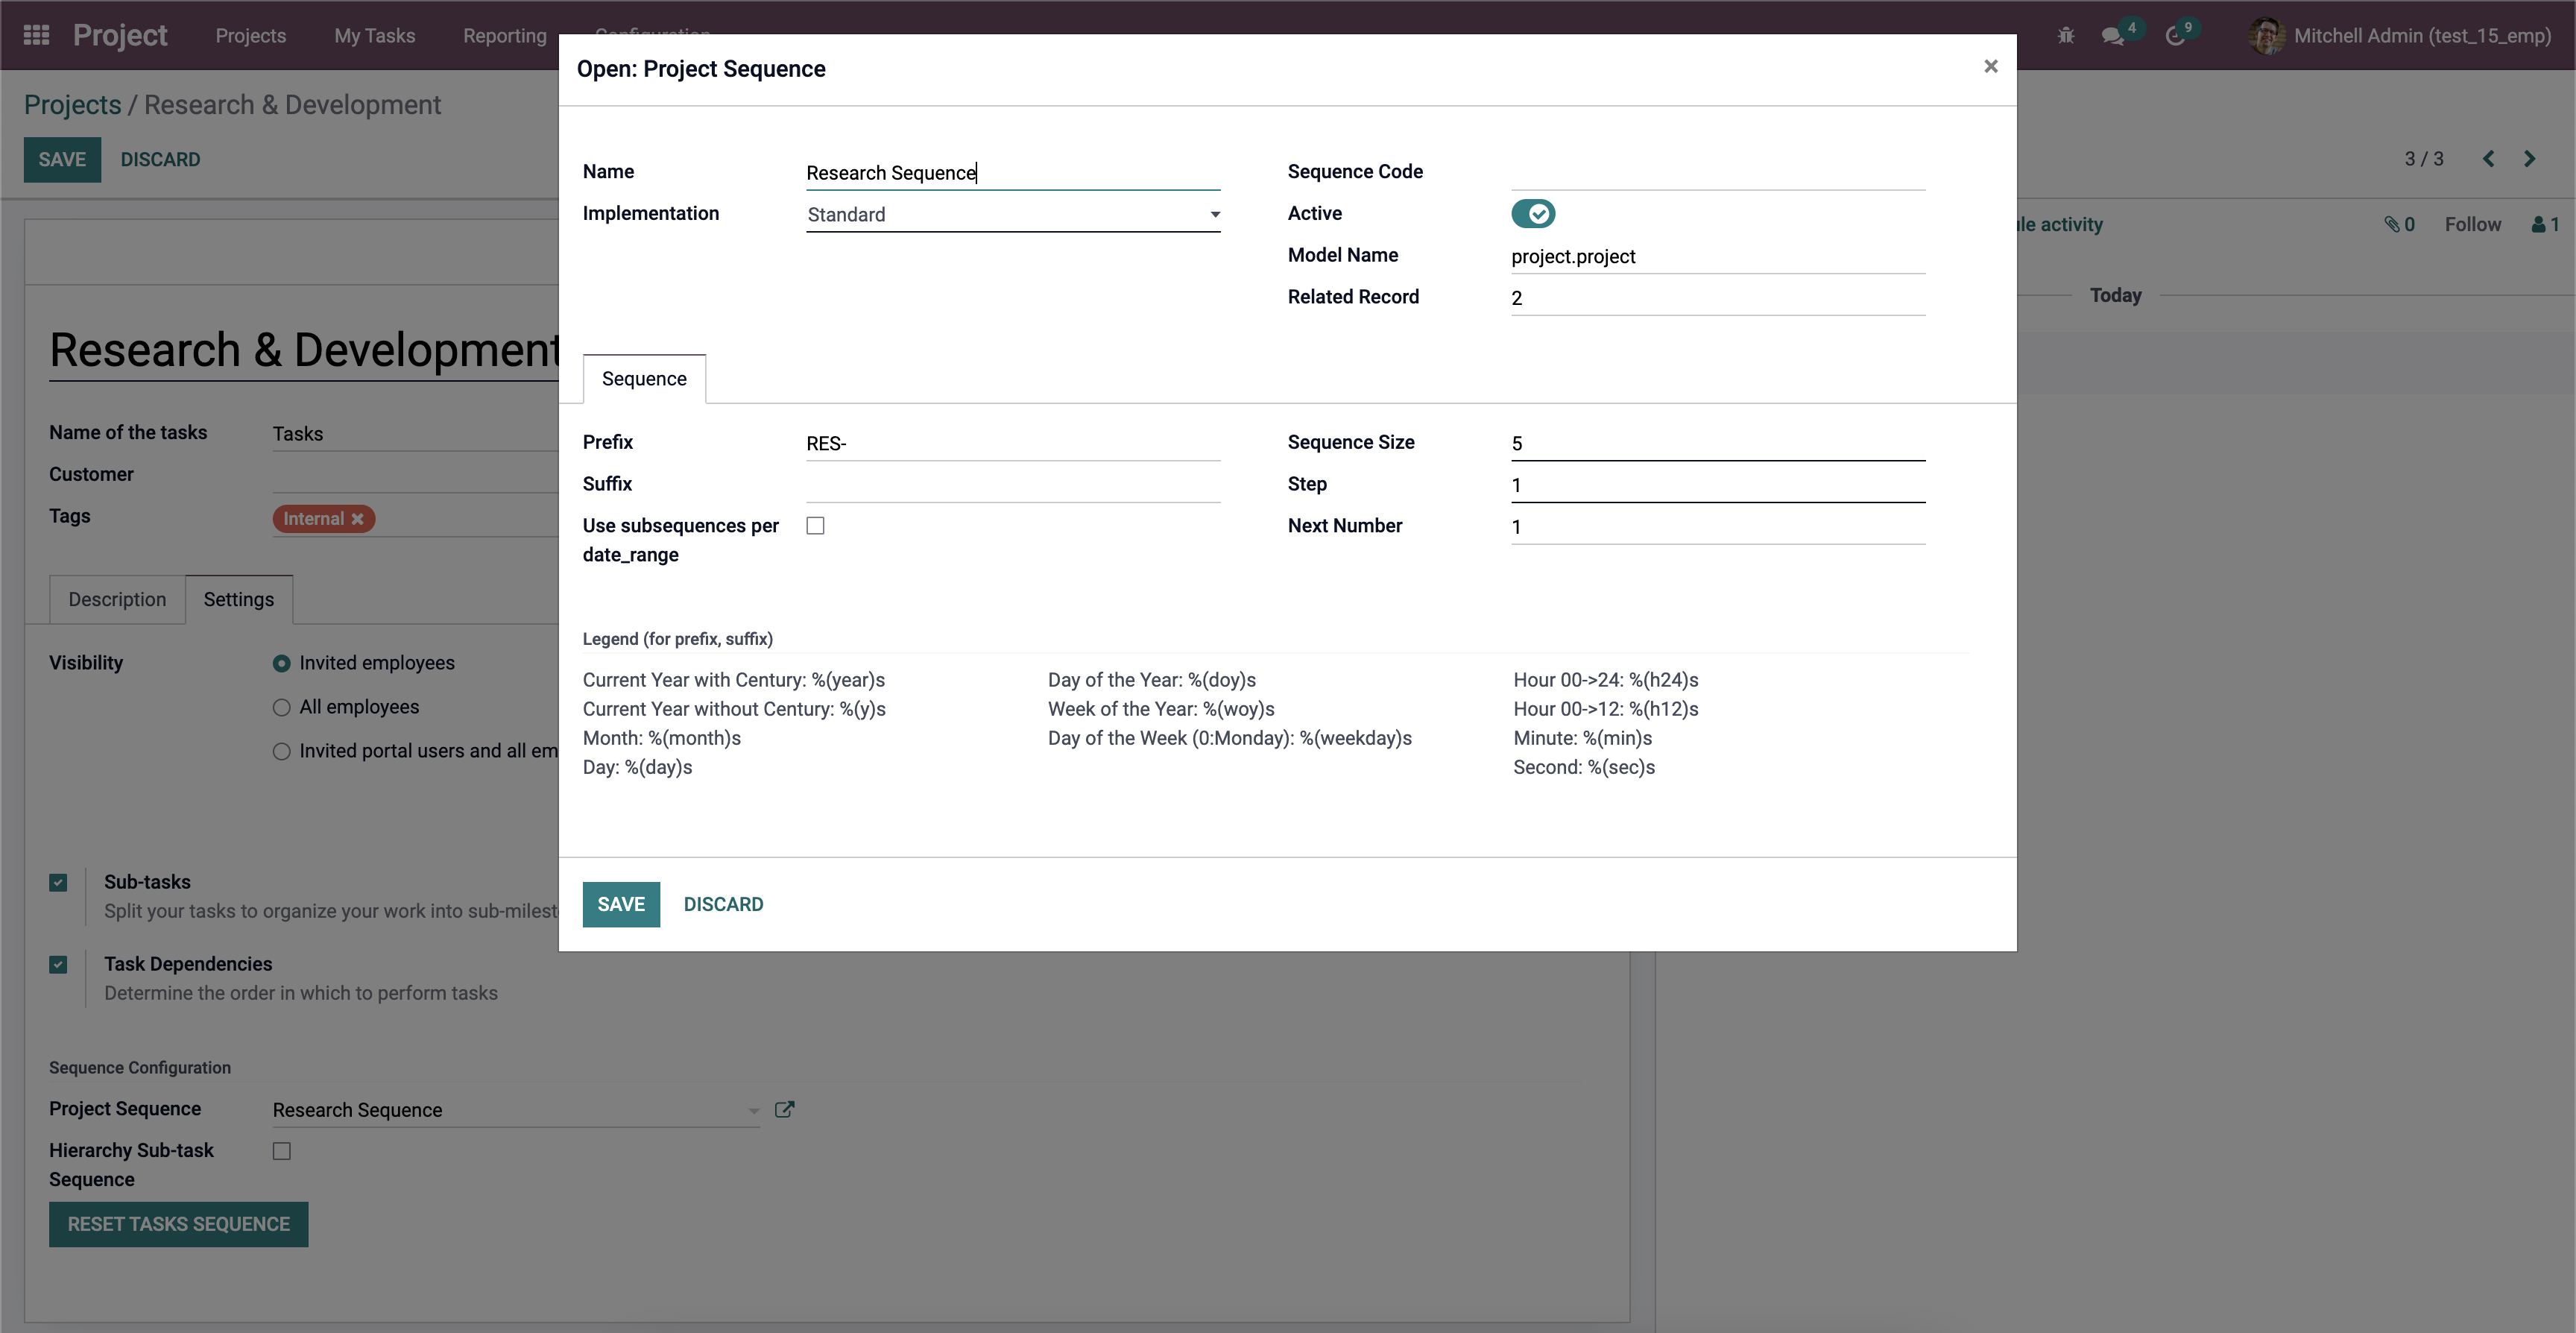 Project Projects My Tasks Reporting Configuration 4 9 Mitchell Admin (test_15_emp)
Projects / Research & Development
SAVE DISCARD
3 / 3
0 Follow 1
Today
Research & Development
Name of the tasks Tasks
Customer
Tags Internal
Description Settings
Visibility Invited employees
All employees
Invited portal users and all em
Sub-tasks
Split your tasks to organize your work into
Task Dependencies
Determine the order in which to perform tasks
Sequence Configuration
Project Sequence Research Sequence
Hierarchy Sub-task
Sequence
RESET TASKS SEQUENCE
Open: Project Sequence
Name Research Sequence
Implementation Standard
Sequence Code
Active
Model Name project.project
Related Record 2
Sequence
Prefix RES-
Suffix
Use subsequences per
date_range
Sequence Size 5
Step 1
Next Number 1
Legend (for prefix, suffix)
Current Year with Century: %(year)s
Current Year without Century: %(y)s
Month: %(month)s
Day: %(day)s
Day of the Year: %(doy)s
Week of the Year: %(woy)s
Day of the Week (0:Monday): %(weekday)s
Hour 00->24: %(h24)s
Hour 00->12: %(h12)s
Minute: %(min)s
Second: %(sec)s
SAVE DISCARD
activity